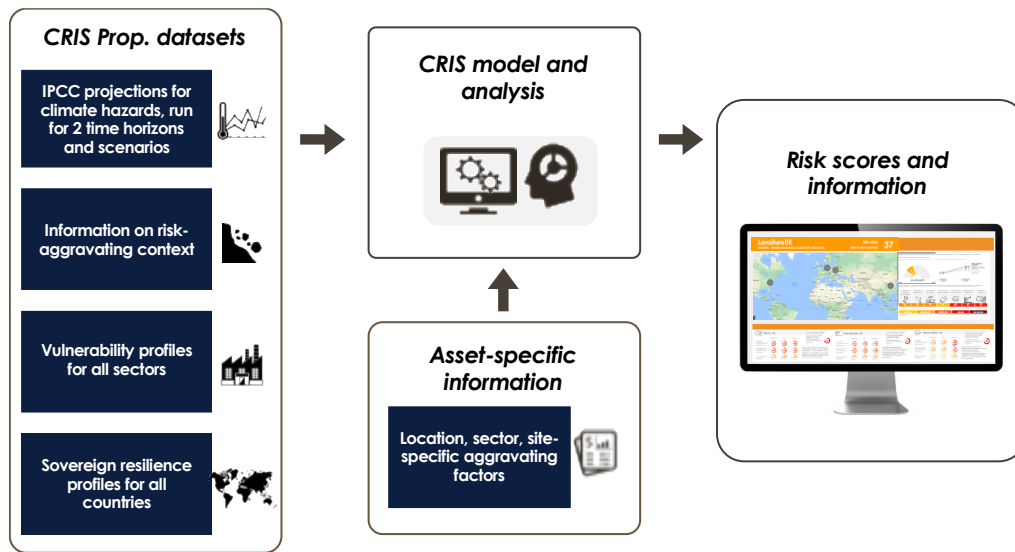 CRIS Prop. datasets
IPCC projections for
climate hazards, run
for 2 time horizons
and scenarios
Information on risk-
aggravating context
Vulnerability profiles
for all sectors
Sovereign resilience
profiles for all
countries
CRIS model and
analysis
Asset-specific
information
Location, sector, site-
specific aggravating
factors
Risk scores and
information
37